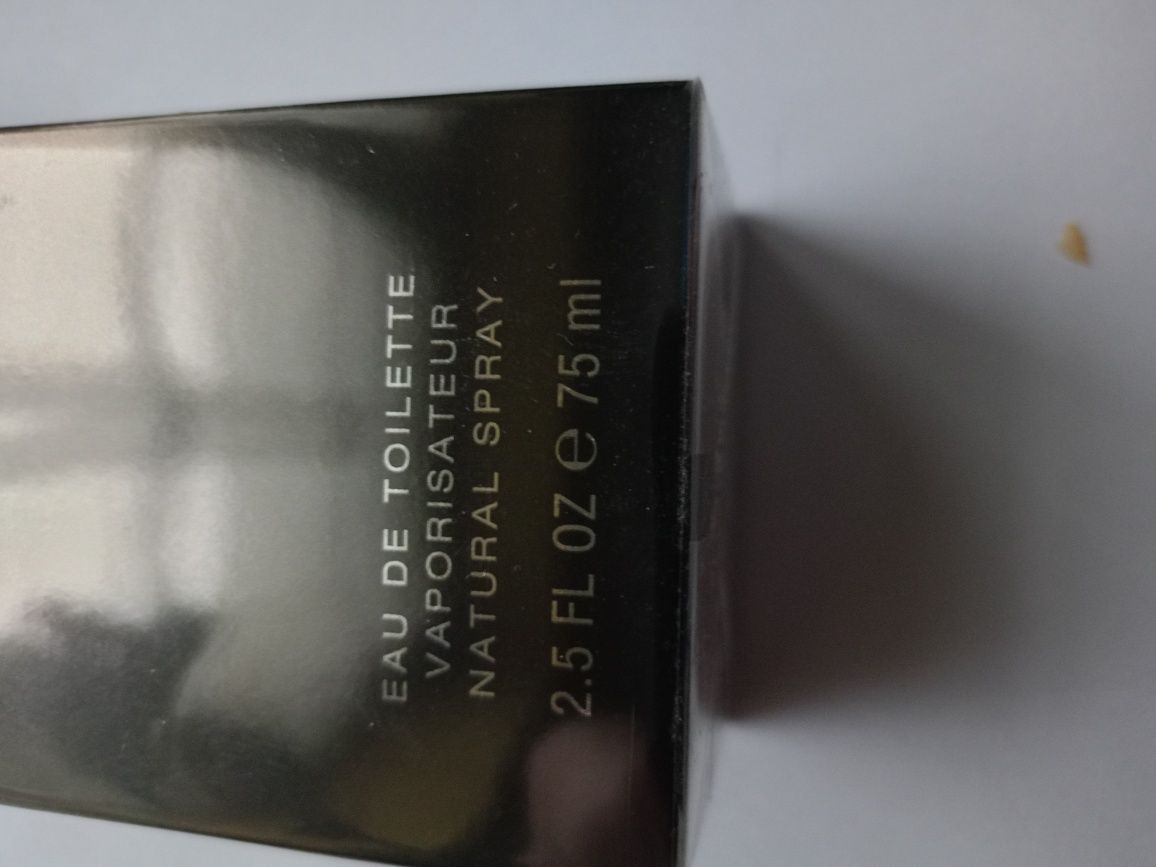 EAU DE TOILETTE
VAPORISATEUR
NATURAL SPRAY
2.5 FL OZ e 75 ml